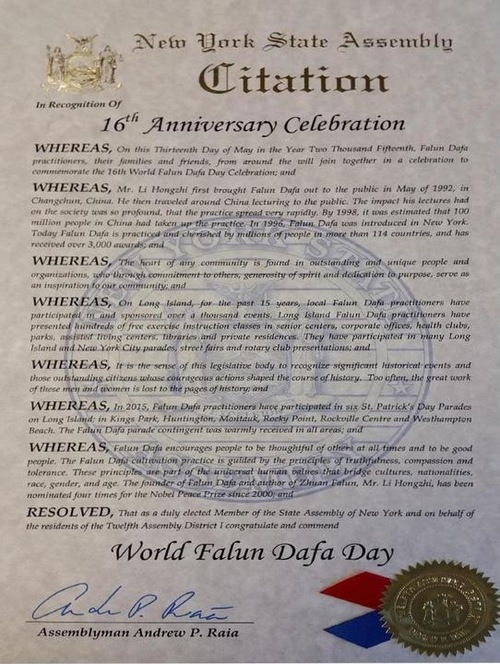 New York State Assembly
Citation
In Recognition Of
16th Anniversary Celebration
WHEREAS, On this Thirteenth Day of May in the Year Two Thousand Fifteenth, Falun Dafa
practitioners, their families and friends, from around the will join together in a celebration to
commemorate the 16th World Falun Dafa Day Celebration; and
WHEREAS, Mr. Li Hongzhi first brought Falun Dafa out to the public in May of 1992, in
Changchun, China. He then traveled around China lecturing to the public. The impact his lectures had
on the society was so profound, that the practice spread very rapidly. By 1998, it was estimated that 100
million people in China had taken up the practice. In 1996, Falun Dafa was introduced in New York.
Today Falun Dafa is practiced and cherished by millions of people in more than 114 countries, and has
received over 3,000 awards; and
WHEREAS, The heart of any community is found in outstanding and unique people and
organizations, who through commitment to others, generosity of spirit and dedication to purpose, serve as
an inspiration to our community; and
WHEREAS, On Long Island, for the past 15 years, local Falun Dafa practitioners have
participated in and sponsored over a thousand events. Long Island Falun Dafa Practitioners have
presented hundreds of free exercise instruction classes in senior centers, corporate offices, health clubs,
parks, assisted living centers, libraries and private residences. They have participated in many Long
Island and New York City parades, street fairs and rotary club presentations; and
WHEREAS, It is the sense of this legislative body to recognize significant historical events and
those outstanding citizens whose courageous actions shaped the course of history. Too often, the great work
of these men and women is lost to the pages of history; and
WHEREAS, In 2015, Falun Dafa practitioners have participated in six St. Patrick's Day Parades
on Long Island: in Kings Park, Huntington, Montauk, Rocky Point, Rockville Centre and Westhampton
Beach. The Falun Dafa parade contingent was warmly received in all areas; and
WHEREAS, Falun Dafa encourages people to be thoughtful of others at all times and to be good
people. The Falun Dafa cultivation practice is guided by the principles of truthfulness, compassion and
tolerance. These principles are part of the universal human values that bridge cultures, nationalities,
race, gender, and age. The founder of Falun Dafa and author of Zhuan Falun, Mr. Li Hongzhi, has been
nominated four times for the Nobel Peace Prize since 2000; and
RESOLVED, That as a duly elected Member of the State Assembly of New York and on behalf of
the residents of the Twelfth Assembly District I congratulate and commend
World Falun Dafa Day
Andrew P. Raia
Assemblyman Andrew P. Raia